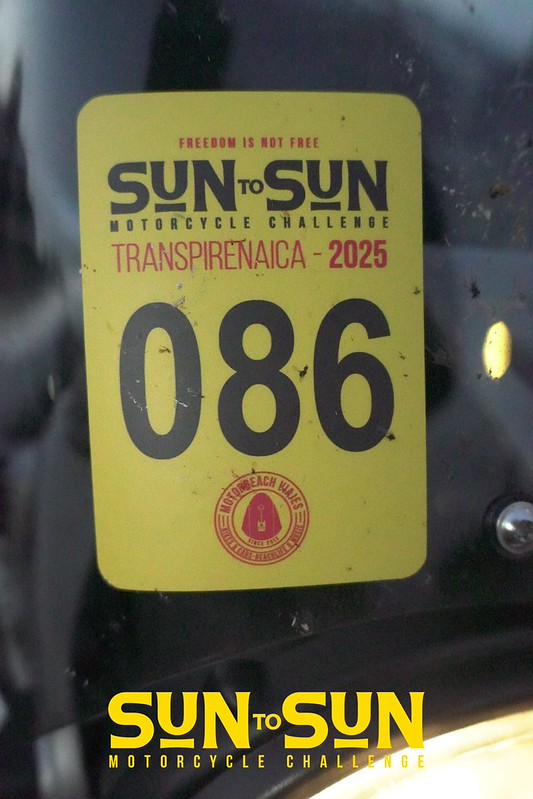 FREEDOM IS NOT FREE
SUN TO SUN
MOTORCYCLE CHALLENGE
TRANSPIRENAICA - 2025
086
MOTORBEACH VIAJES
SINCE
SUN TO SUN
MOTORCYCLE CHALLENGE